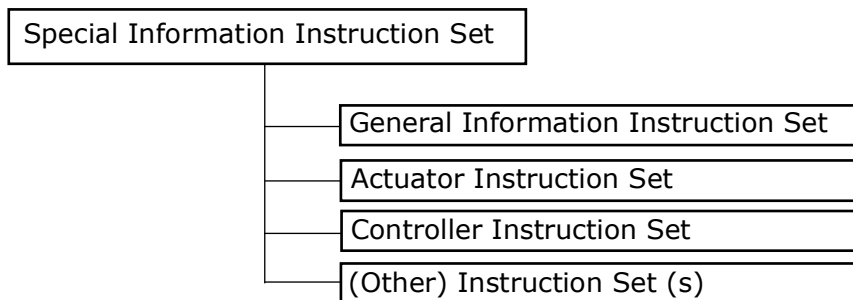 Special Information Instruction Set
General Information Instruction Set
Actuator Instruction Set
Controller Instruction Set
(Other) Instruction Set (s)